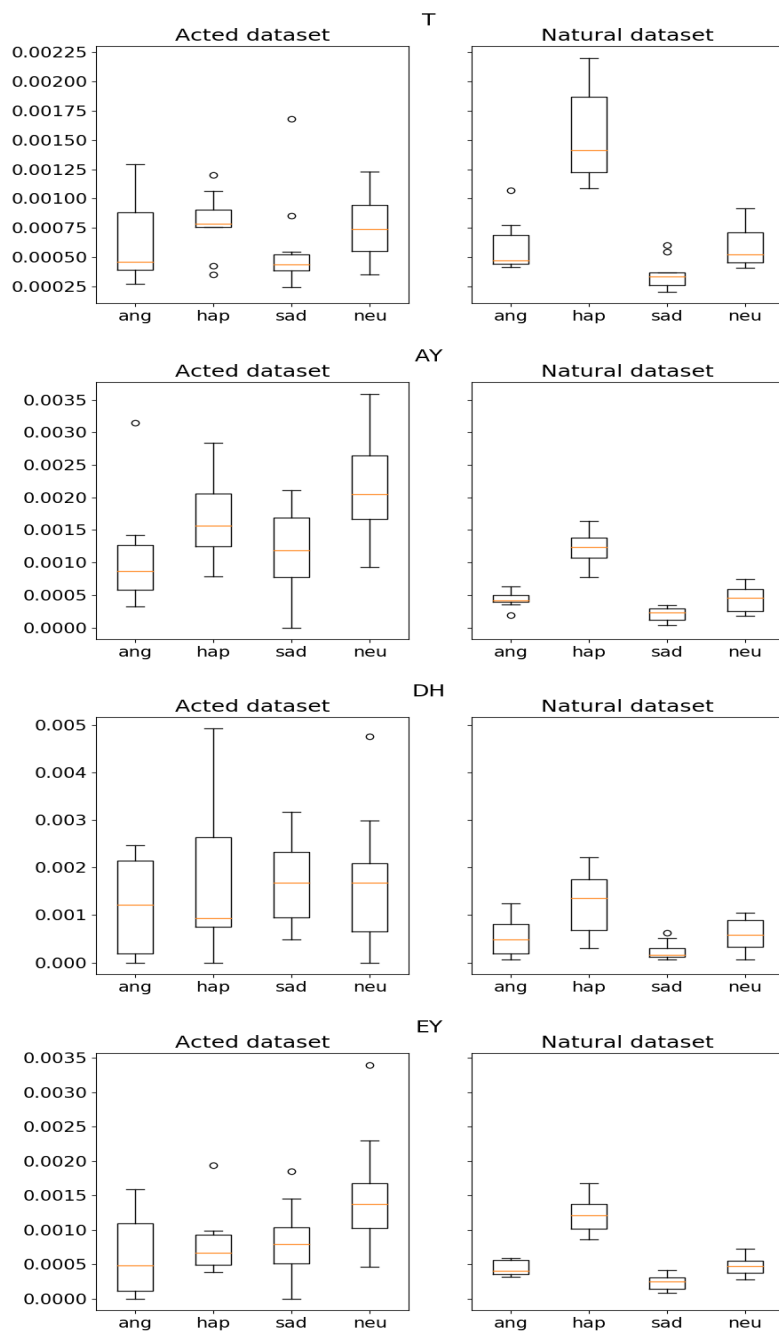 T
Acted dataset Natural dataset
0.00225
0.00200
0.00175
0.00150
0.00125
0.00100
0.00075
0.00050
0.00025
ang hap sad neu ang hap sad neu
AY
Acted dataset Natural dataset
0.0035
0.0030
0.0025
0.0020
0.0015
0.0010
0.0005
0.0000
ang hap sad neu ang hap sad neu
DH
Acted dataset Natural dataset
0.005
0.004
0.003
0.002
0.001
0.000
ang hap sad neu ang hap sad neu
EY
Acted dataset Natural dataset
0.0035
0.0030
0.0025
0.0020
0.0015
0.0010
0.0005
0.0000
ang hap sad neu ang hap sad neu